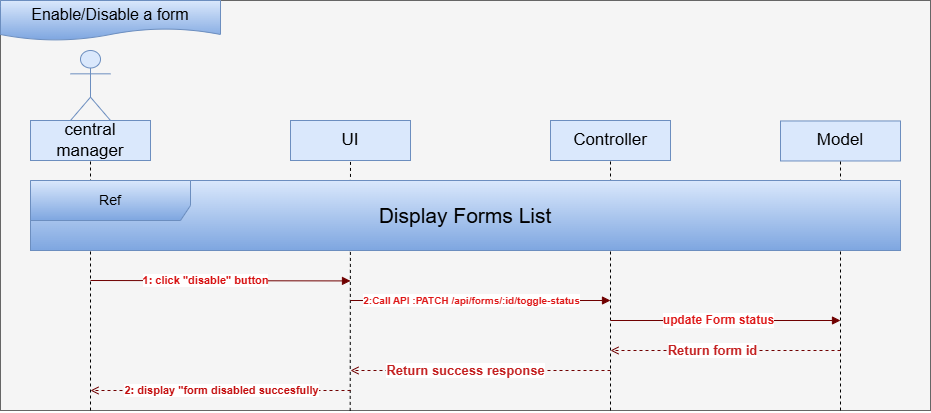 Enable/Disable a form
central
manager
UI
Controller
Model
Ref
Display Forms List
1: click "disable" button
2:Call API :PATCH /api/forms/:id/toggle-status
update Form status
Return form id
Return success response
2: display "form disabled succesfully